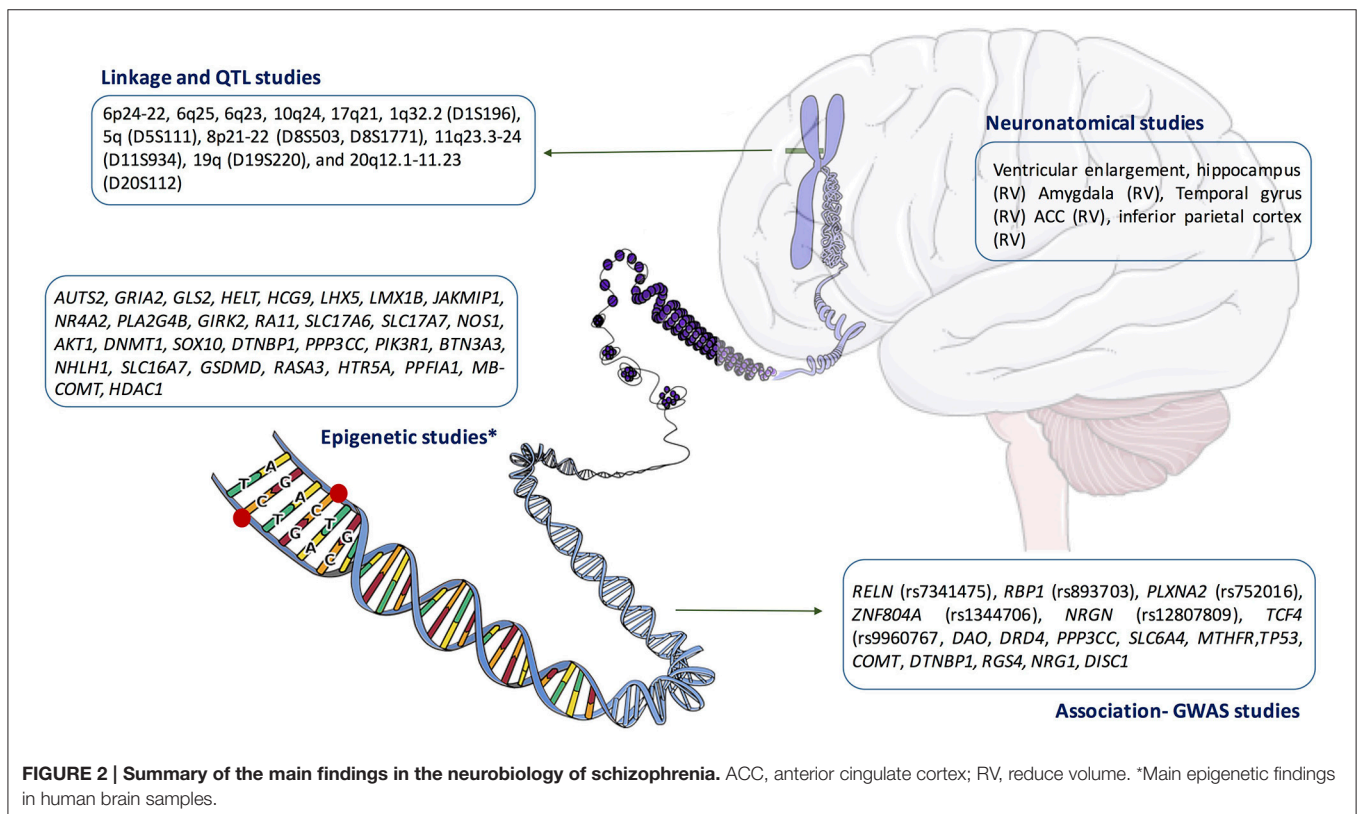 Linkage and QTL studies
6p24-22, 6q25, 6q23, 10q24, 17q21, 1q32.2 (D1S196),
5q (D5S111), 8p21-22 (D8S503, D8S1771), 11q23.3-24
(D11S934), 19q (D19S220), and 20q12.1-11.23
(D20S112)
Neuronatomical studies
Ventricular enlargement, hippocampus
(RV) Amygdala (RV), Temporal gyrus
(RV) ACC (RV), inferior parietal cortex
(RV)
AUTS2, GRIA2, GLS2, HELT, HCG9, LHX5, LMX1B, JAKMIP1,
NR4A2, PLA2G4B, GIRK2, RA11, SLC17A6, SLC17A7, NOS1,
AKT1, DNMT1, SOX10, DTNBP1, PPP3CC, PIK3R1, BTN3A3,
NHLH1, SLC16A7, GSDMD, RASA3, HTR5A, PPFIA1, MB-
COMT, HDAC1
Epigenetic studies*
T A
C G
T A
G C
A T
C G
RELN (rs7341475), RBP1 (rs893703), PLXNA2 (rs752016),
ZNF804A (rs1344706), NRGN (rs12807809), TCF4
(rs9960767, DAO, DRD4, PPP3CC, SLC6A4, MTHFR,TP53,
COMT, DTNBP1, RGS4, NRG1, DISC1
Association- GWAS studies
FIGURE 2 | Summary of the main findings in the neurobiology of schizophrenia. ACC, anterior cingulate cortex; RV, reduce volume. *Main epigenetic findings
in human brain samples.